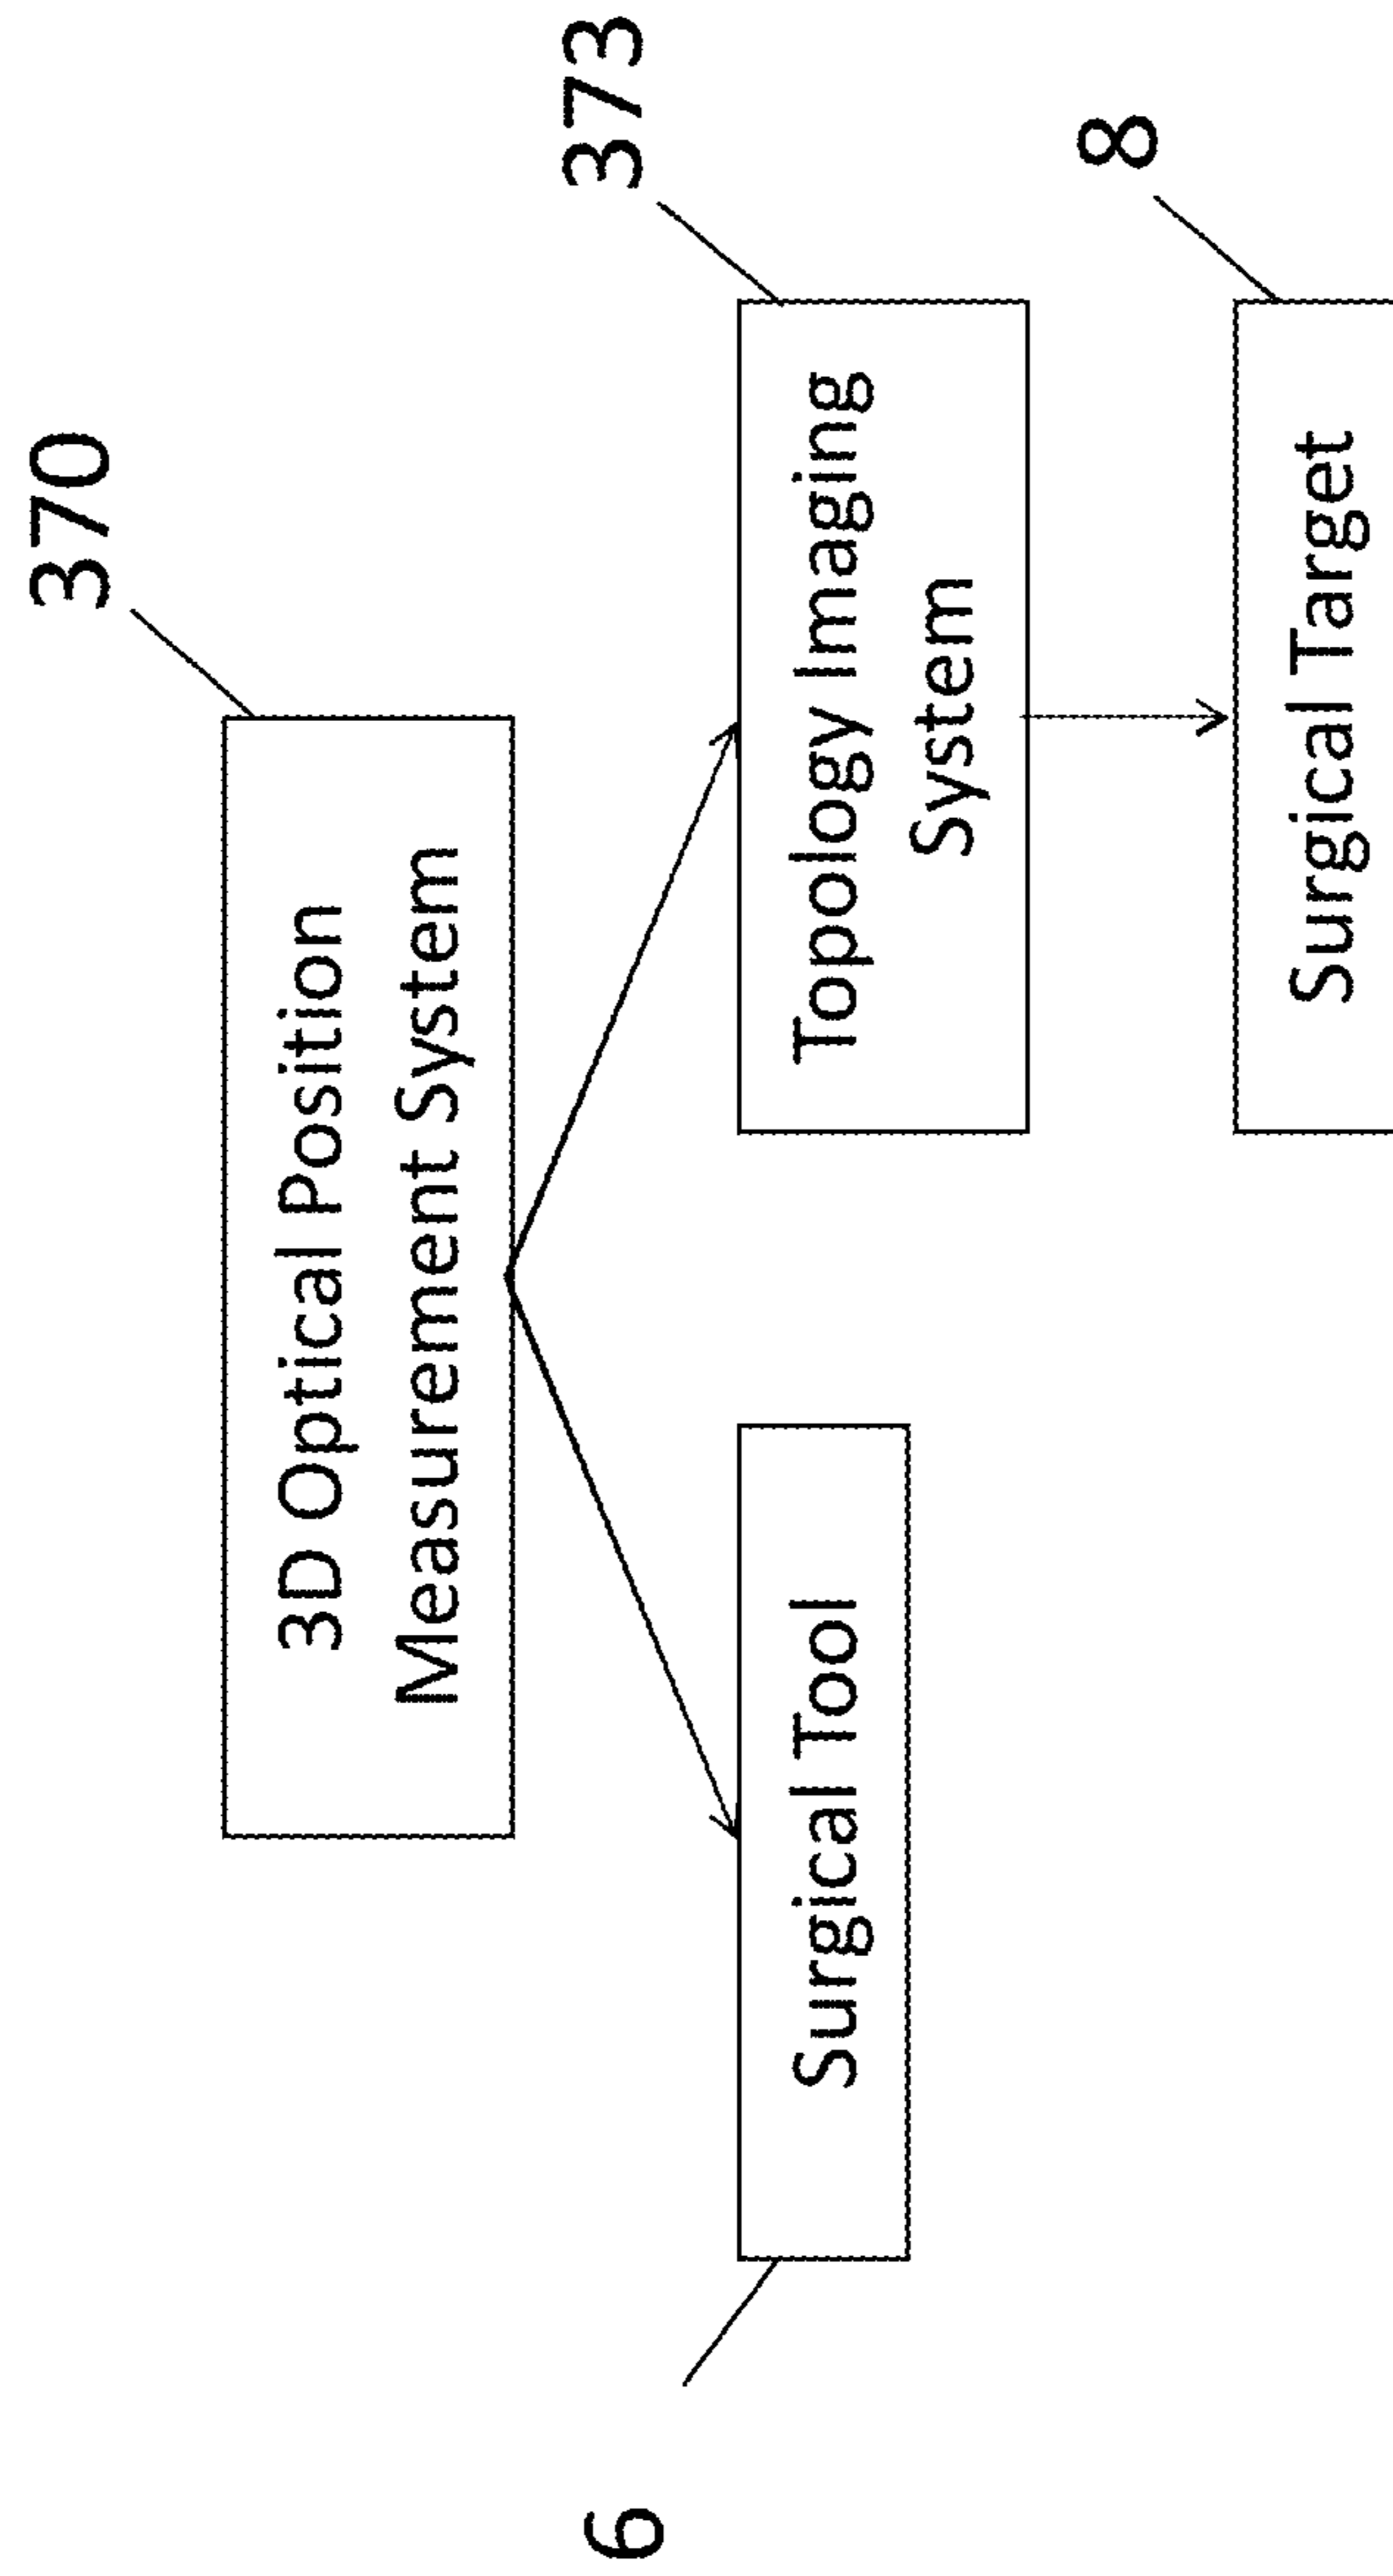 370
3D Optical Position
Measurement System
373
6
Surgical Tool
Topology Imaging
System
8
Surgical Target